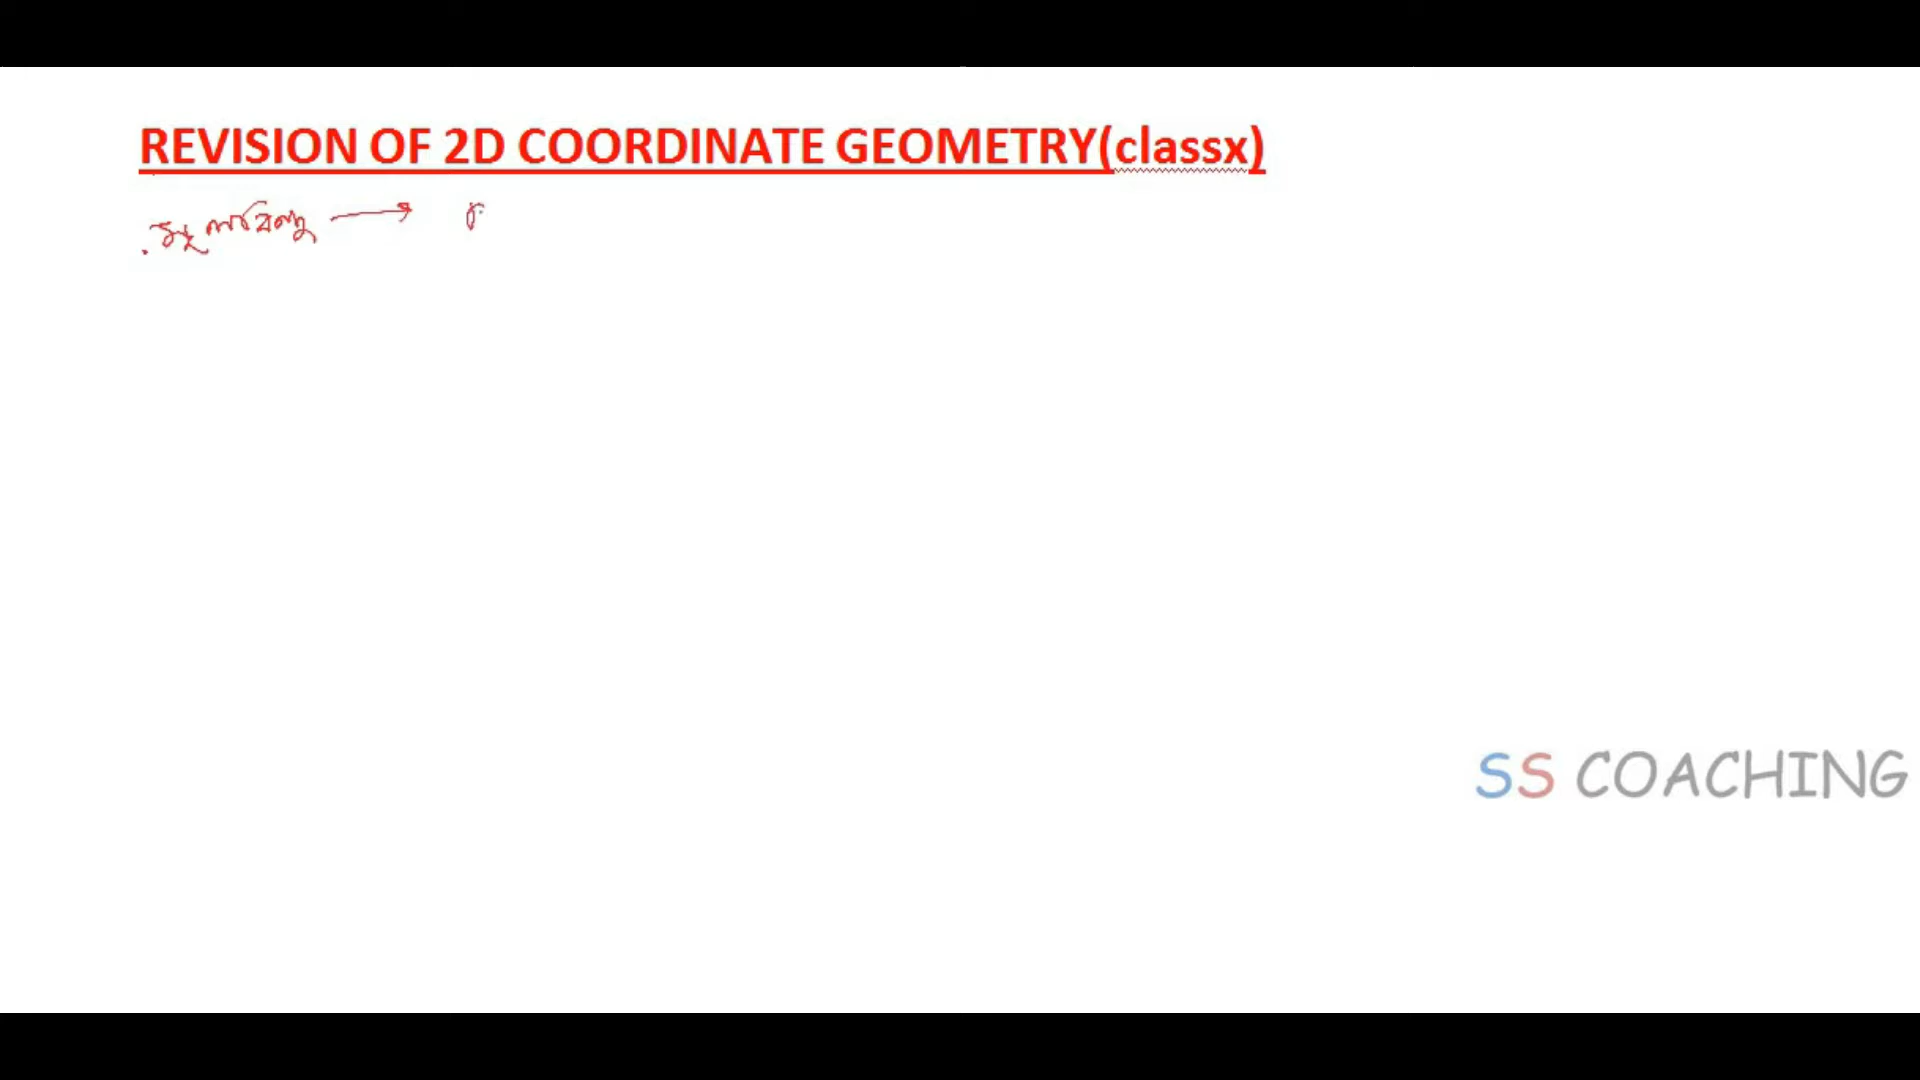 REVISION OF 2D COORDINATE GEOMETRY(classx)
SS COACHING